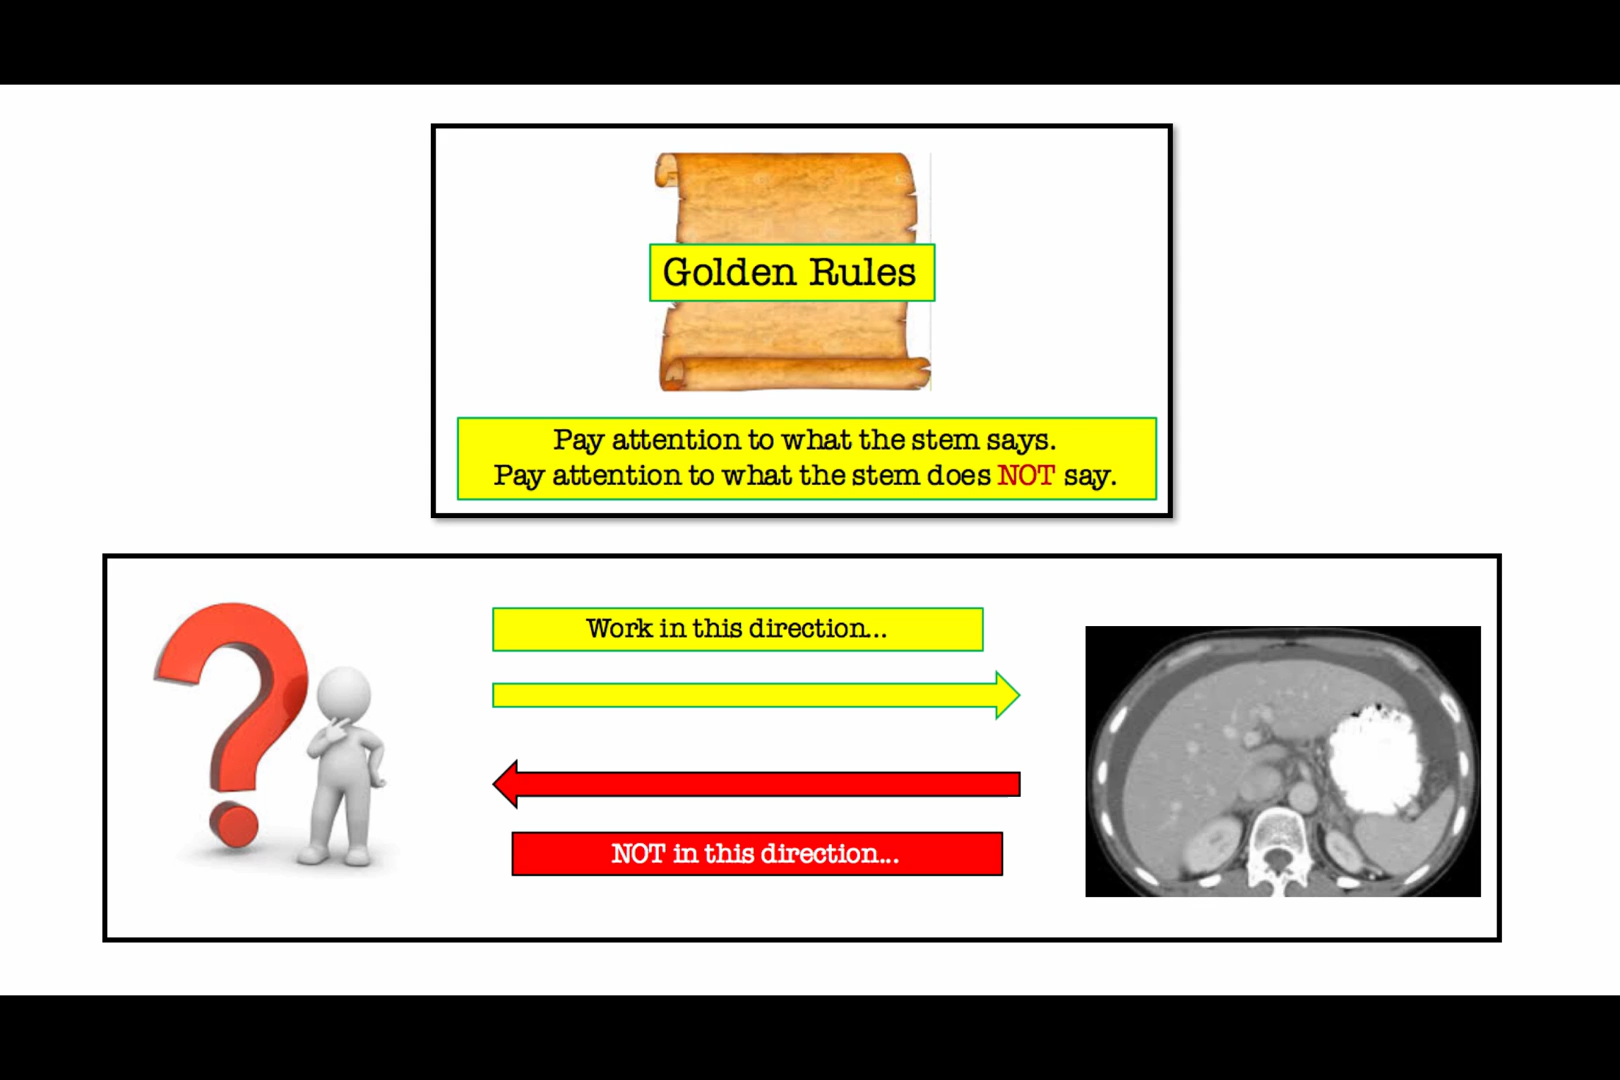 Golden Rules
Pay attention to what the stem says.
Pay attention to what the stem does NOT say.
Work in this direction...
NOT in this direction...